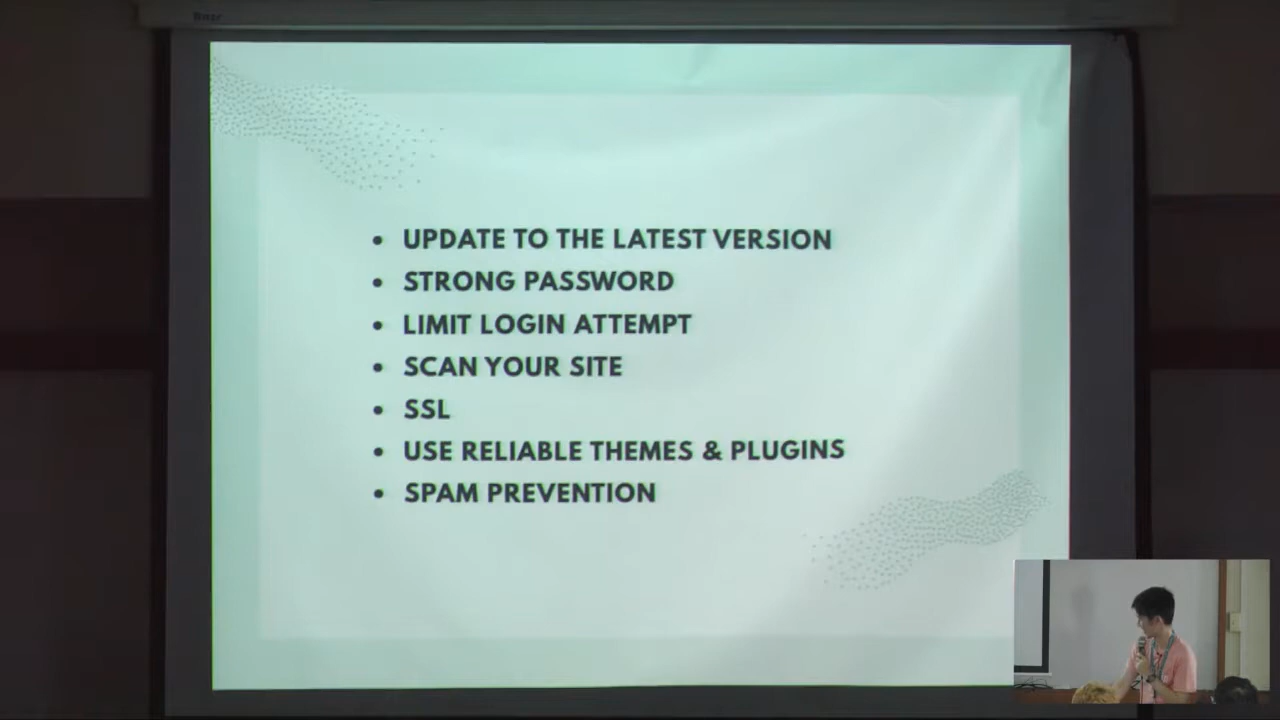 UPDATE TO THE LATEST VERSION
STRONG PASSWORD
LIMIT LOGIN ATTEMPT
SCAN YOUR SITE
SSL
USE RELIABLE THEMES & PLUGINS
SPAM PREVENTION